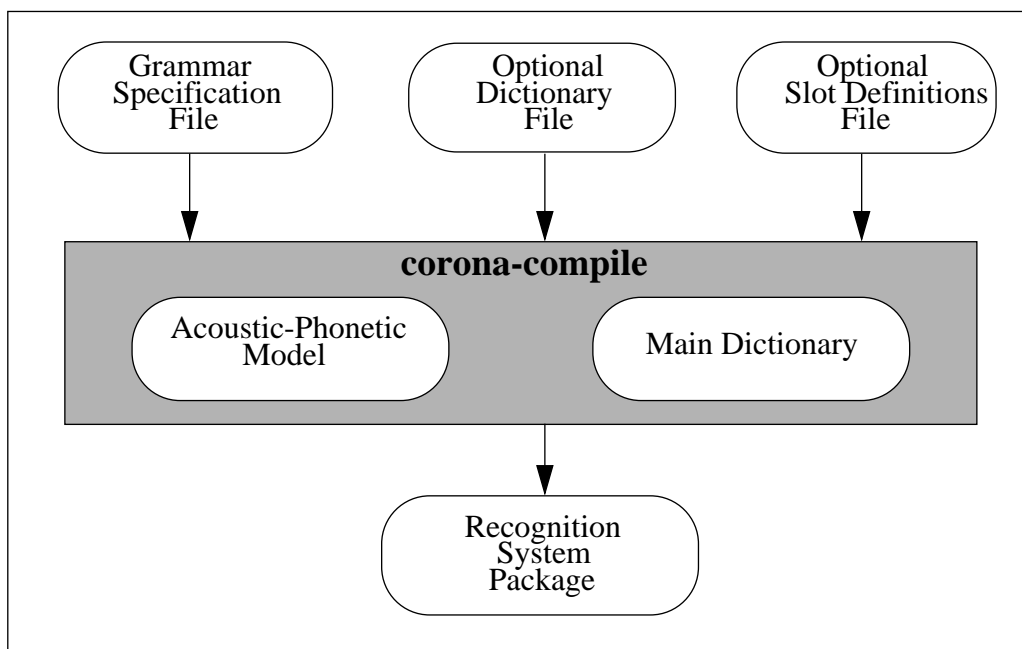 Grammar
Specification
File
Optional
Dictionary
File
Optional
Slot Definitions
File
corona-compile
Acoustic-Phonetic
Model
Main Dictionary
Recognition
System
Package